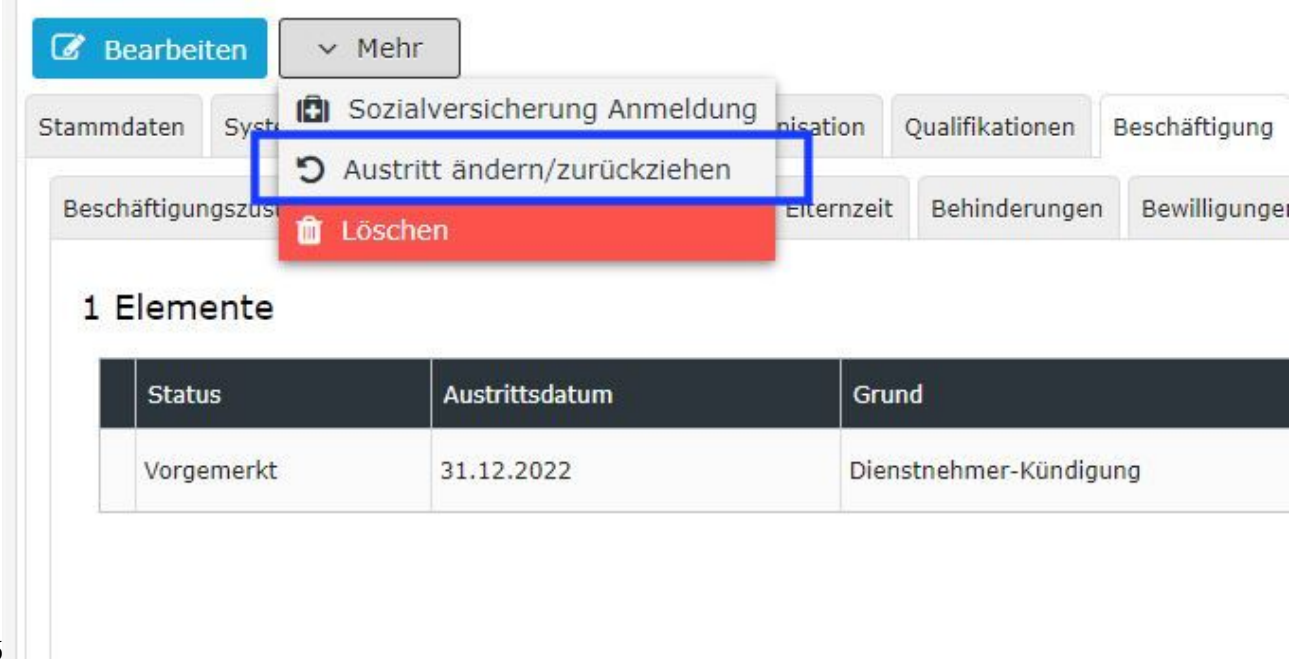 Bearbeiten Mehr
Sozialversicherung Anmeldung
Stammdaten Qualifikationen Beschäftigung
Austritt ändern/zurückziehen
Elternzeit Behinderungen
Löschen
1 Elemente
Status Austrittsdatum Grund
Vorgemerkt 31.12.2022 Dienstnehmer-Kündigung